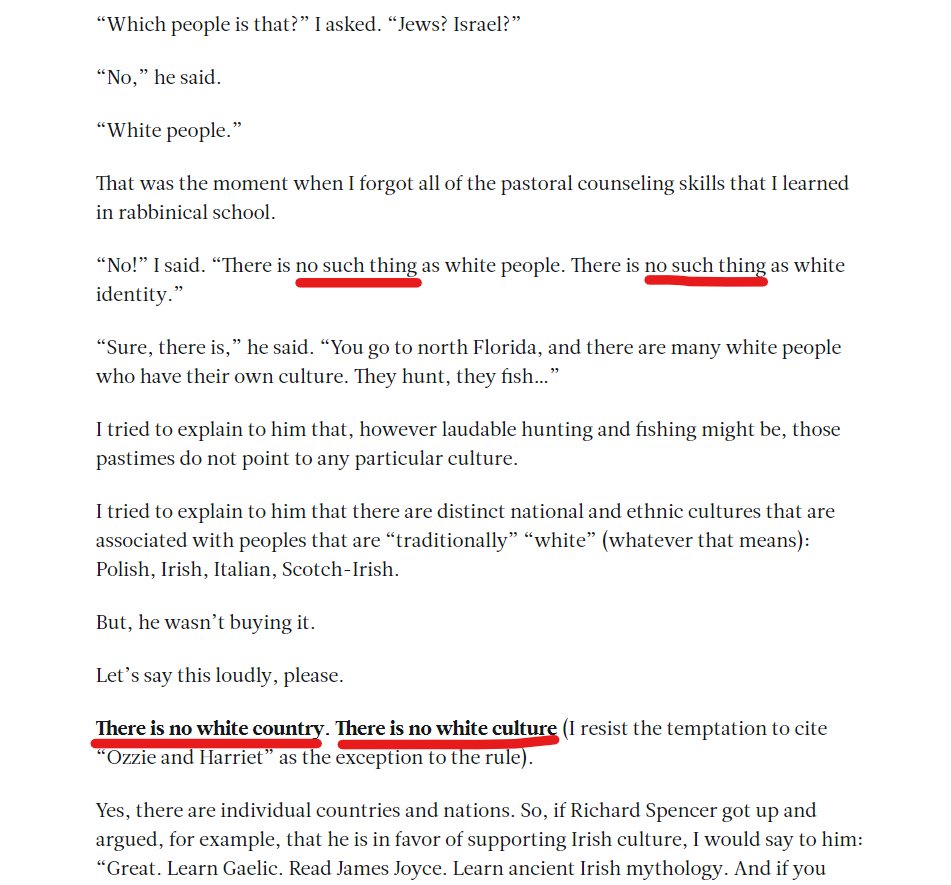 “Which people is that?” I asked. “Jews? Israel?”
“No,” he said.
“White people.”
That was the moment when I forgot all of the pastoral counseling skills that I learned
in rabbinical school.
“No!” I said. “There is no such thing as white people. There is no such thing as white
identity.”
“Sure, there is,” he said. “You go to north Florida, and there are many white people
who have their own culture. They hunt, they fish…”
I tried to explain to him that, however laudable hunting and fishing might be, those
pastimes do not point to any particular culture.
I tried to explain to him that there are distinct national and ethnic cultures that are
associated with peoples that are “traditionally” “white” (whatever that means):
Polish, Irish, Italian, Scotch-Irish.
But, he wasn’t buying it.
Let’s say this loudly, please.
There is no white country. There is no white culture (I resist the temptation to cite
“Ozzie and Harriet” as the exception to the rule).
Yes, there are individual countries and nations. So, if Richard Spencer got up and
argued, for example, that he is in favor of supporting Irish culture, I would say to him:
“Great. Learn Gaelic. Read James Joyce. Learn ancient Irish mythology. And if you